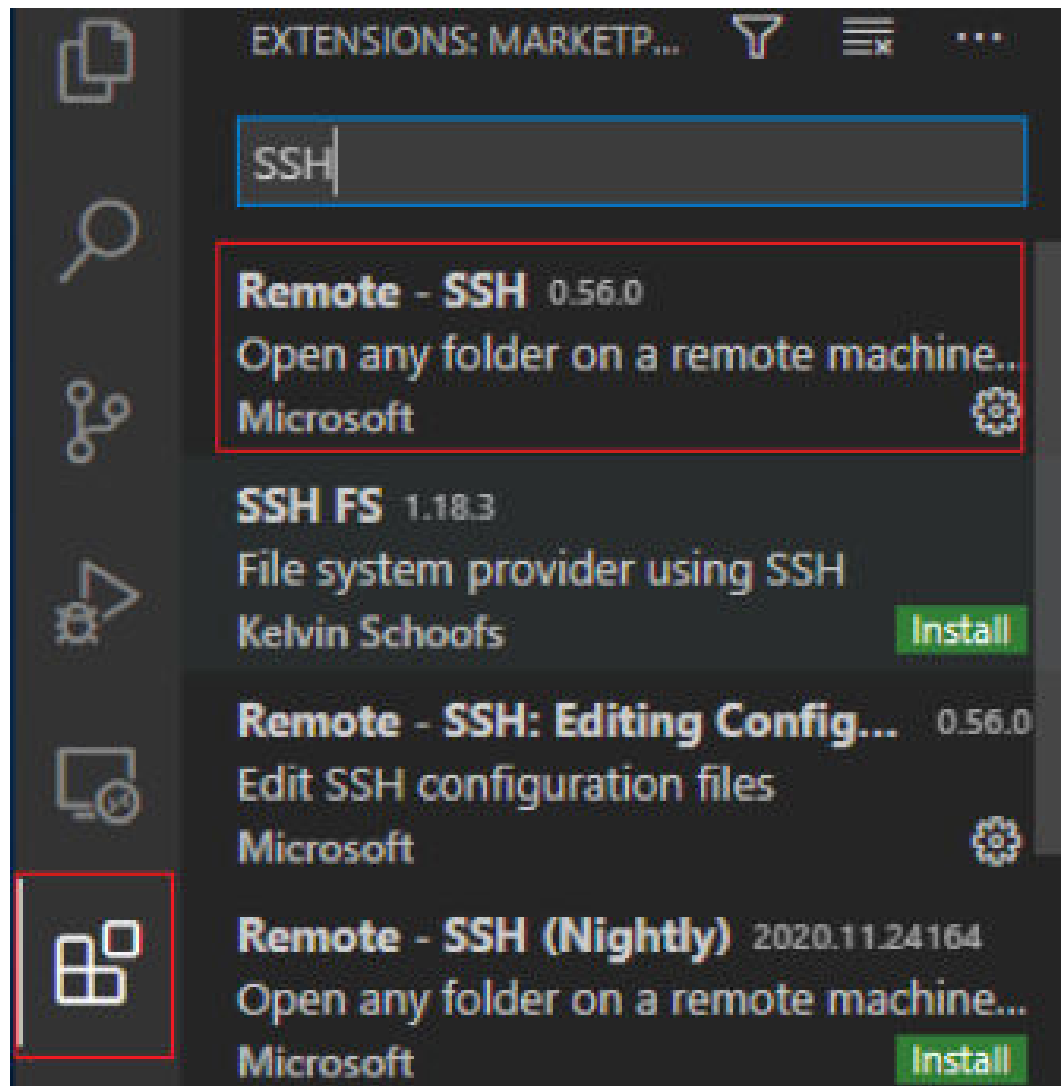 EXTENSIONS: MARKETP...
SSH
Remote - SSH 0.56.0
Open any folder on a remote machine...
Microsoft
SSH FS 1.18.3
File system provider using SSH
Kelvin Schoofs Install
Remote - SSH: Editing Config... 0.56.0
Edit SSH configuration files
Microsoft
Remote - SSH (Nightly) 2020.11.24164
Open any folder on a remote machine...
Microsoft Install